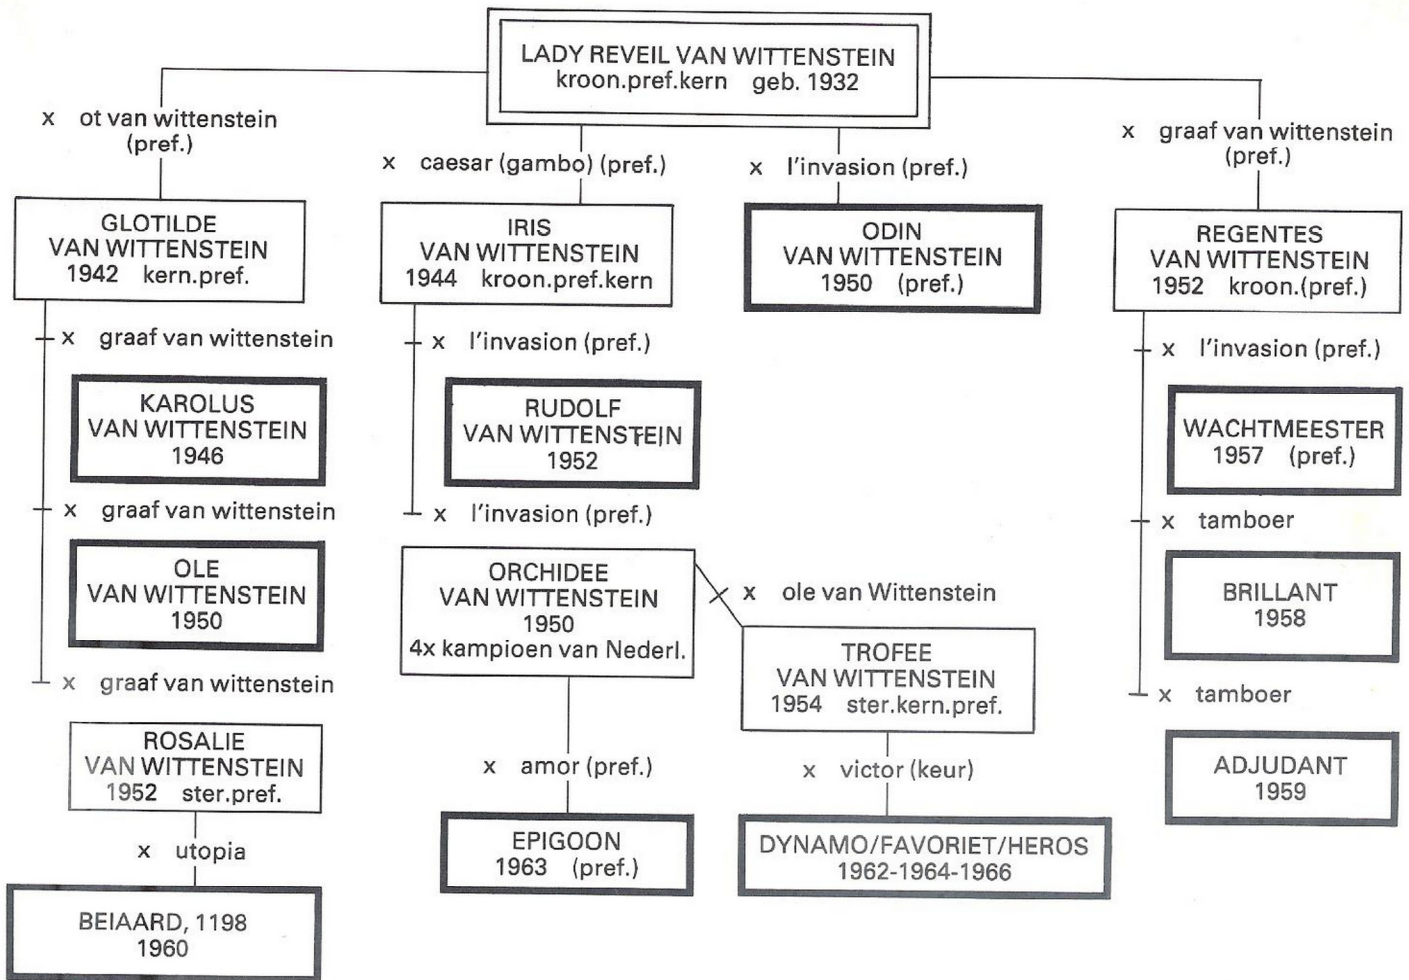 LADY REVEIL VAN WITTENSTEIN
kroon.pref.kern geb. 1932
x ot van wittenstein
(pref.)
GLOTILDE
VAN WITTENSTEIN
1942 kern.pref.
x graaf van wittenstein
KAROLUS
VAN WITTENSTEIN
1946
x graaf van wittenstein
OLE
VAN WITTENSTEIN
1950
x graaf van wittenstein
ROSALIE
VAN WITTENSTEIN
1952 ster.pref.
x utopia
BEIAARD, 1198
1960
x caesar (gambo) (pref.)
IRIS
VAN WITTENSTEIN
1944 kroon.pref.kern
x l'invasion (pref.)
RUDOLF
VAN WITTENSTEIN
1952
x l'invasion (pref.)
ORCHIDEE
VAN WITTENSTEIN
1950
4x kampioen van Nederl.
x amor (pref.)
EPIGOON
1963 (pref.)
x ole van Wittenstein
TROFEE
VAN WITTENSTEIN
1954 ster.kern.pref.
x victor (keur)
DYNAMO/FAVORIET/HEROS
1962-1964-1966
x l'invasion (pref.)
ODIN
VAN WITTENSTEIN
1950 (pref.)
x graaf van wittenstein
(pref.)
REGENTES
VAN WITTENSTEIN
1952 kroon.(pref.)
x l'invasion (pref.)
WACHTMEESTER
1957 (pref.)
x tamboer
BRILLANT
1958
x tamboer
ADJUDANT
1959